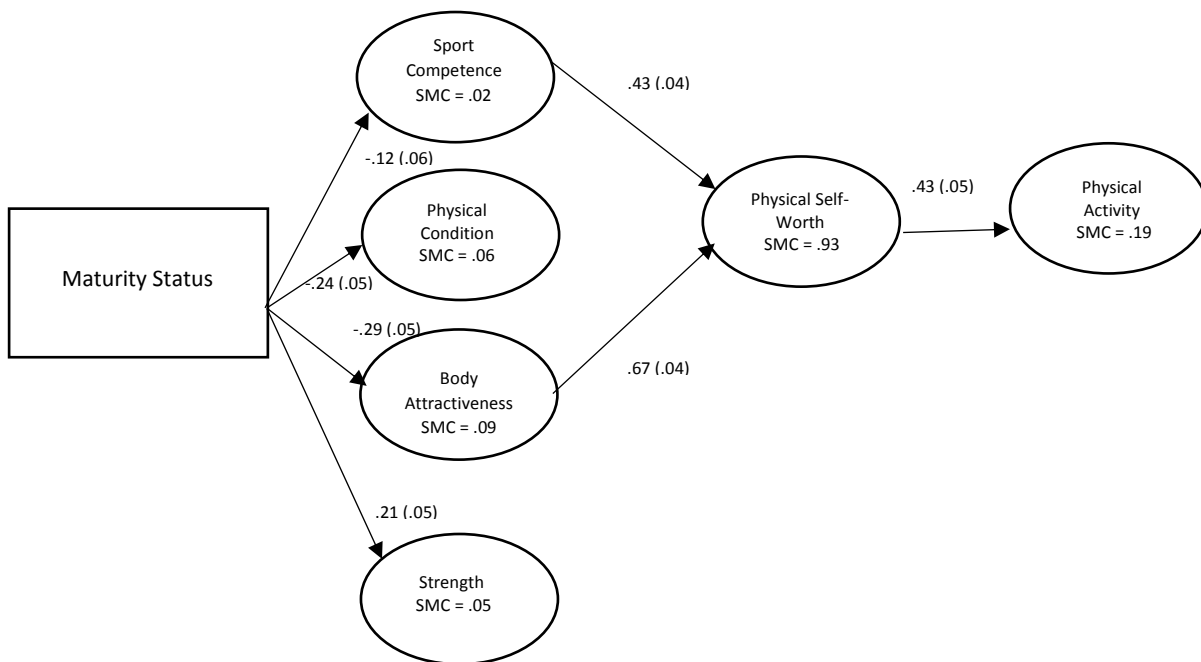 Sport
Competence
SMC = .02
.43 (.04)
-.12 (.06)
Maturity Status
Physical
Condition
SMC = .06
-.24 (.05)
Physical Self-
Worth
SMC = .93
.43 (.05)
Physical
Activity
SMC = .19
-.29 (.05)
Body
Attractiveness
SMC = .09
.67 (.04)
.21 (.05)
Strength
SMC = .05